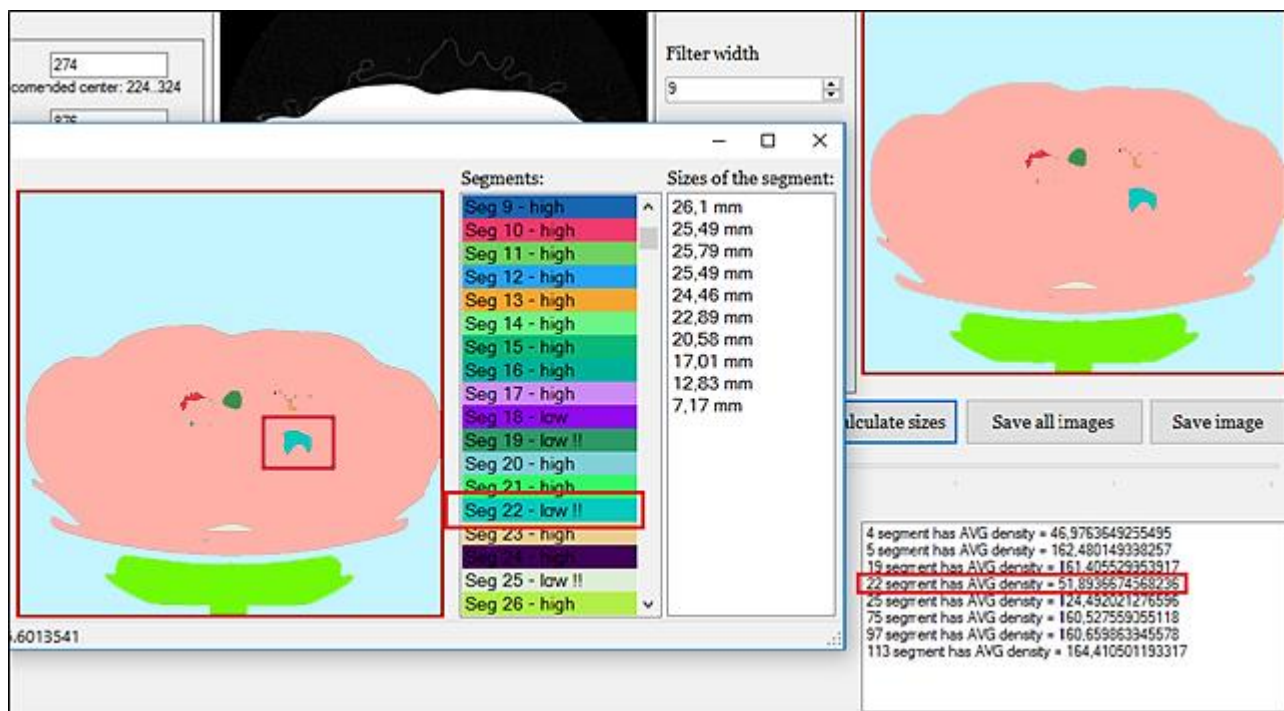 274
comended center: 224..324
876
Filter width
9
Segments:
Seg 9 - high
Seg 10 - high
Seg 11 - high
Seg 12 - high
Seg 13 - high
Seg 14 - high
Seg 15 - high
Seg 16 - high
Seg 17 - high
Seg 18 - low
Seg 19 - low !!
Seg 20 - high
Seg 21 - high
Seg 22 - low !!
Seg 23 - high
Seg 24 - high
Seg 25 - low !!
Seg 26 - high
Sizes of the segment:
26,1 mm
25,49 mm
25,79 mm
25,49 mm
24,46 mm
22,89 mm
20,58 mm
17,01 mm
12,83 mm
7,17 mm
.6013541
alculate sizes
Save all images
Save image
4 segment has AVG density = 46,9763649255495
5 segment has AVG density = 162,480149338257
19 segment has AVG density = 161,405529953917
22 segment has AVG density = 51,8936674568236
25 segment has AVG density = 124,492021276596
75 segment has AVG density = 160,527559055118
97 segment has AVG density = 160,659863945578
113 segment has AVG density = 164,410501193317